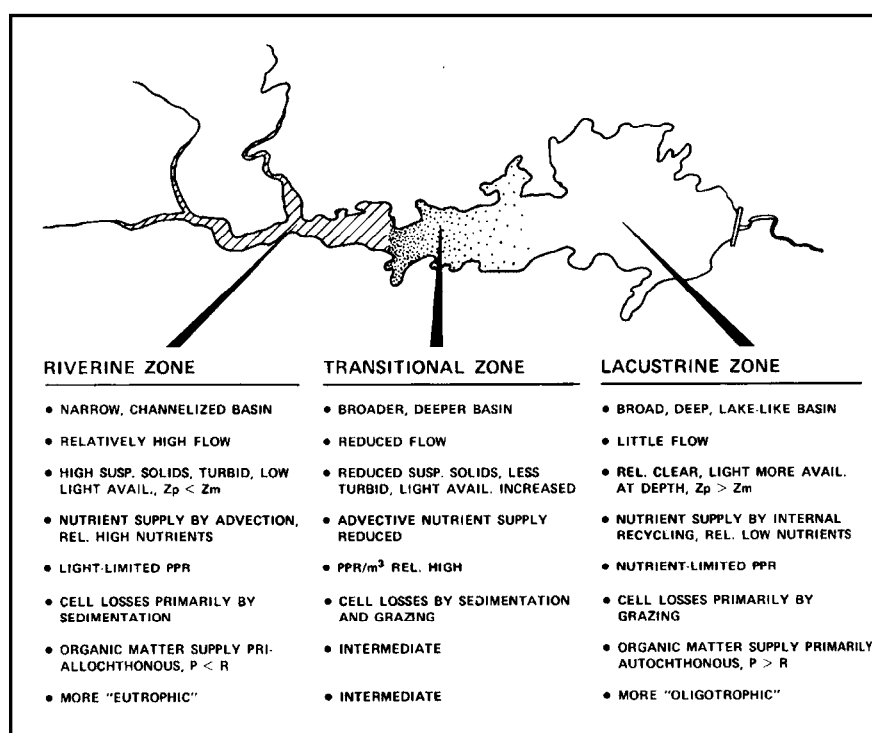 RIVERINE ZONE
• NARROW, CHANNELIZED BASIN
• RELATIVELY HIGH FLOW
• HIGH SUSP. SOLIDS, TURBID, LOW
LIGHT AVAIL., Zp < Zm
• NUTRIENT SUPPLY BY ADVECTION,
REL. HIGH NUTRIENTS
• LIGHT-LIMITED PPR
• CELL LOSSES PRIMARILY BY
SEDIMENTATION
• ORGANIC MATTER SUPPLY PRI-
ALLOCHTHONOUS, P < R
• MORE "EUTROPHIC"
TRANSITIONAL ZONE
• BROADER, DEEPER BASIN
• REDUCED FLOW
• REDUCED SUSP. SOLIDS, LESS
TURBID, LIGHT AVAIL. INCREASED
• ADVECTIVE NUTRIENT SUPPLY
REDUCED
• PPR/m³ REL. HIGH
• CELL LOSSES BY SEDIMENTATION
AND GRAZING
• INTERMEDIATE
• INTERMEDIATE
LACUSTRINE ZONE
• BROAD, DEEP, LAKE-LIKE BASIN
• LITTLE FLOW
• REL. CLEAR, LIGHT MORE AVAIL.
AT DEPTH, Zp > Zm
• NUTRIENT SUPPLY BY INTERNAL
RECYCLING, REL. LOW NUTRIENTS
• NUTRIENT-LIMITED PPR
• CELL LOSSES PRIMARILY BY
GRAZING
• ORGANIC MATTER SUPPLY PRIMARILY
AUTOCHTHONOUS, P > R
• MORE "OLIGOTROPHIC"